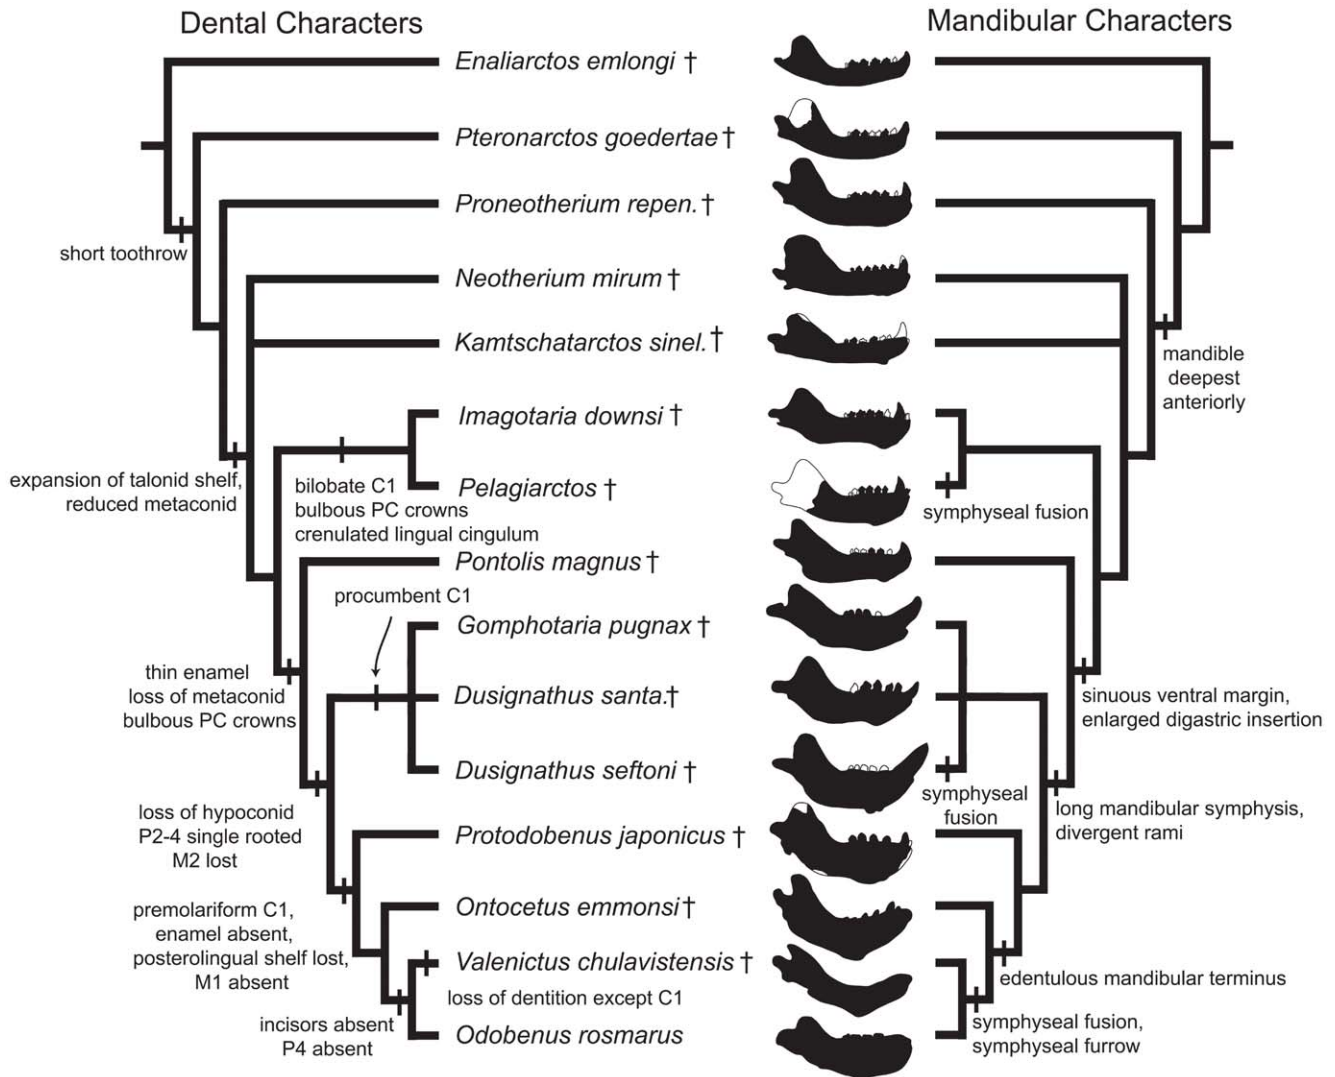 Dental Characters
Mandibular Characters
Enaliarctos emlongi †
Pteronarctos goedertae †
Proneotherium repen. †
short toothrow
Neotherium mirum †
Kamtschatarctos sinel. †
mandible
deepest
anteriorly
Imagotaria downsi †
expansion of talonid shelf,
reduced metaconid
bilobate C1
bulbous PC crowns
crenulated lingual cingulum
Pelagiarctos †
symphyseal fusion
Pontolis magnus †
procumbent C1
Gomphotaria pugnax †
thin enamel
loss of metaconid
bulbous PC crowns
Dusignathus santa.†
sinuous ventral margin,
enlarged digastric insertion
Dusignathus seftoni †
symphyseal
fusion
long mandibular symphysis,
divergent rami
loss of hypoconid
P2-4 single rooted
M2 lost
Protodobenus japonicus †
premolariform C1,
enamel absent,
posterolingual shelf lost,
M1 absent
Ontocetus emmonsi †
Valenictus chulavistensis †
edentulous mandibular terminus
loss of dentition except C1
incisors absent
P4 absent
Odobenus rosmarus
symphyseal fusion,
symphyseal furrow